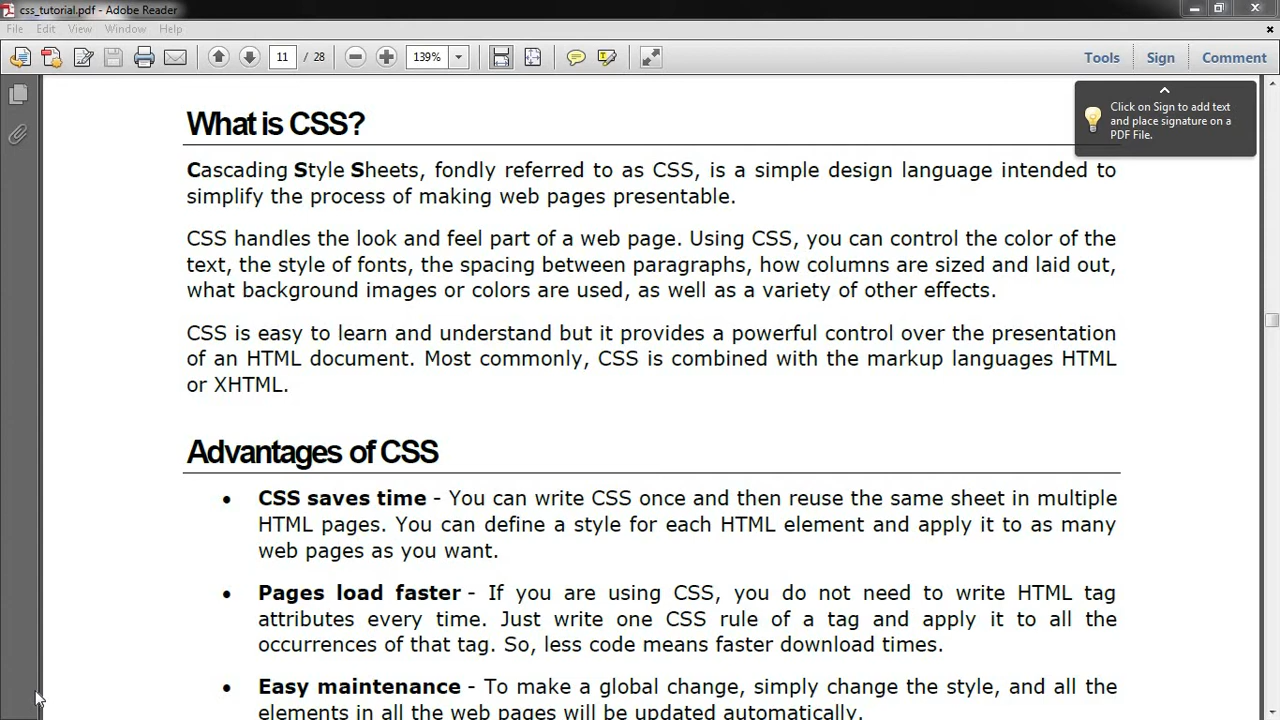 css_tutorial.pdf - Adobe Reader
File Edit View Window Help
11 / 28 139% Tools Sign Comment
Click on Sign to add text
and place signature on a
PDF File.
What is CSS?
Cascading Style Sheets, fondly referred to as CSS, is a simple design language intended to
simplify the process of making web pages presentable.
CSS handles the look and feel part of a web page. Using CSS, you can control the color of the
text, the style of fonts, the spacing between paragraphs, how columns are sized and laid out,
what background images or colors are used, as well as a variety of other effects.
CSS is easy to learn and understand but it provides a powerful control over the presentation
of an HTML document. Most commonly, CSS is combined with the markup languages HTML
or XHTML.
Advantages of CSS
• CSS saves time - You can write CSS once and then reuse the same sheet in multiple
HTML pages. You can define a style for each HTML element and apply it to as many
web pages as you want.
• Pages load faster - If you are using CSS, you do not need to write HTML tag
attributes every time. Just write one CSS rule of a tag and apply it to all the
occurrences of that tag. So, less code means faster download times.
• Easy maintenance - To make a global change, simply change the style, and all the
elements in all the web pages will be updated automatically.